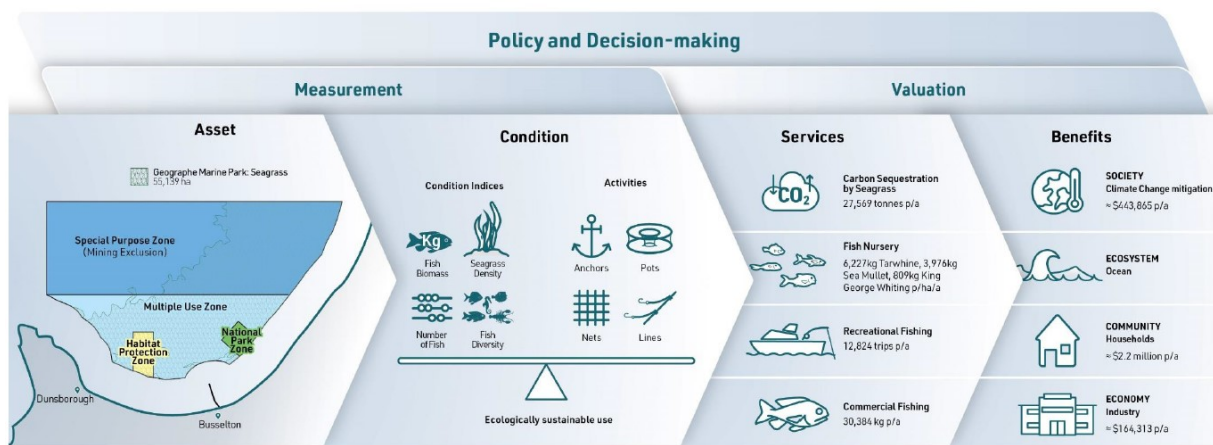 Policy and Decision-making
Measurement
Valuation
Asset
Geographe Marine Park: Seagrass
55,139 ha
Special Purpose Zone
(Mining Exclusion)
Multiple Use Zone
Habitat
Protection
Zone
National
Park
Zone
Dunsborough
Busselton
Condition
Condition Indices
Kg
Fish
Biomass
Seagrass
Density
Number
of Fish
Fish
Diversity
Activities
Anchors
Pots
Nets
Lines
Ecologically sustainable use
Services
CO2
Carbon Sequestration
by Seagrass
27,569 tonnes p/a
Fish Nursery
6,227kg Tarwhine, 3,976kg
Sea Mullet, 809kg King
George Whiting p/ha/a
Recreational Fishing
12,824 trips p/a
Commercial Fishing
30,384 kg p/a
Benefits
SOCIETY
Climate Change mitigation
≈ $443,865 p/a
ECOSYSTEM
Ocean
COMMUNITY
Households
≈ $2.2 million p/a
ECONOMY
Industry
≈ $164,313 p/a